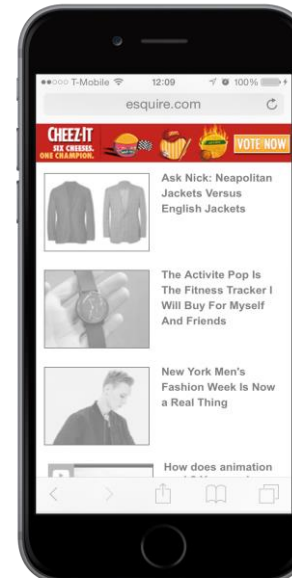 T-Mobile 12:09 100%
esquire.com
CHEEZ-IT
SIX CHEESES.
ONE CHAMPION.
VOTE NOW
Ask Nick: Neapolitan
Jackets Versus
English Jackets
The Activite Pop Is
The Fitness Tracker I
Will Buy For Myself
And Friends
New York Men's
Fashion Week Is Now
a Real Thing
How does animation